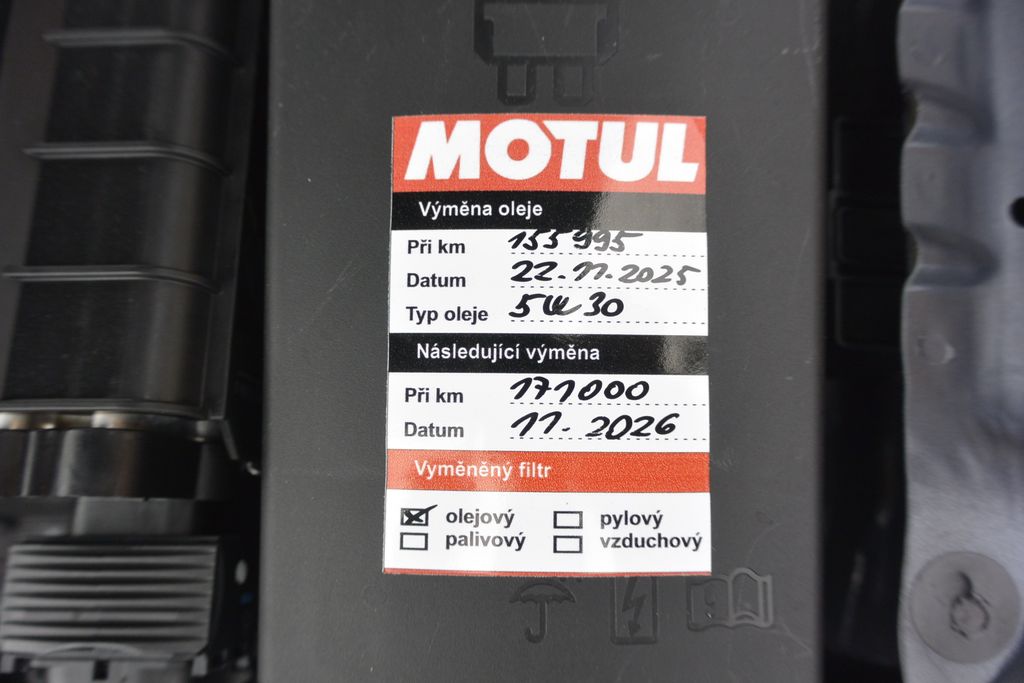 MOTUL
Výměna oleje
Při km 155 995
Datum 22.11.2025
Typ oleje 5W30
Následující výměna
Při km 171000
Datum 11. 2026
Vyměněný filtr
olejový pylový
palivový vzduchový